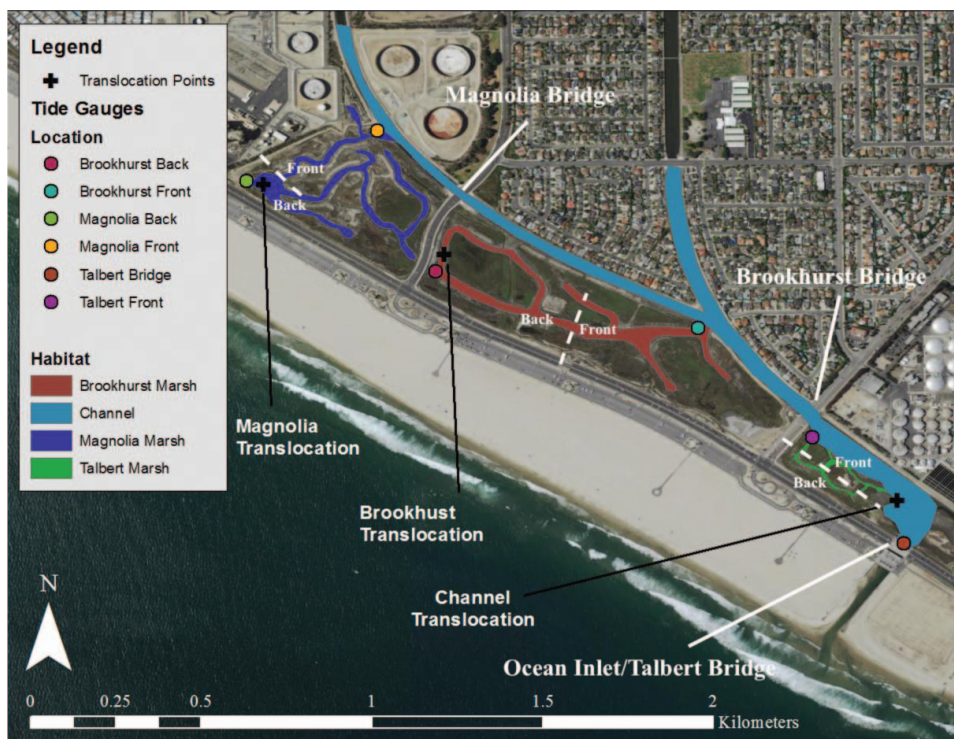 Legend
Translocation Points
Tide Gauges
Location
Brookhurst Back
Brookhurst Front
Magnolia Back
Magnolia Front
Talbert Bridge
Talbert Front
Habitat
Brookhurst Marsh
Channel
Magnolia Marsh
Talbert Marsh
Magnolia Bridge
Front
Back
Brookhurst Bridge
Back
Front
Magnolia
Translocation
Front
Back
Brookhust
Translocation
Channel
Translocation
Ocean Inlet/Talbert Bridge
N
0 0.25 0.5 1 1.5 2
Kilometers